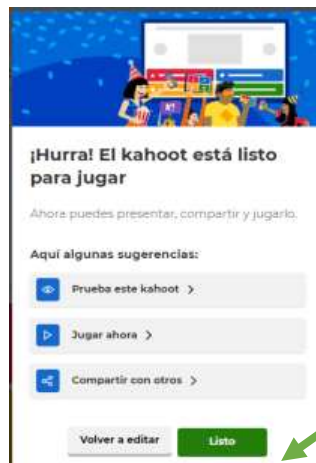 ¡Hurra! El kahoot está listo
para jugar
Ahora puedes presentar, compartir y jugarlo.
Aquí algunas sugerencias:
Prueba este kahoot >
Jugar ahora >
Compartir con otros >
Volver a editar
Listo